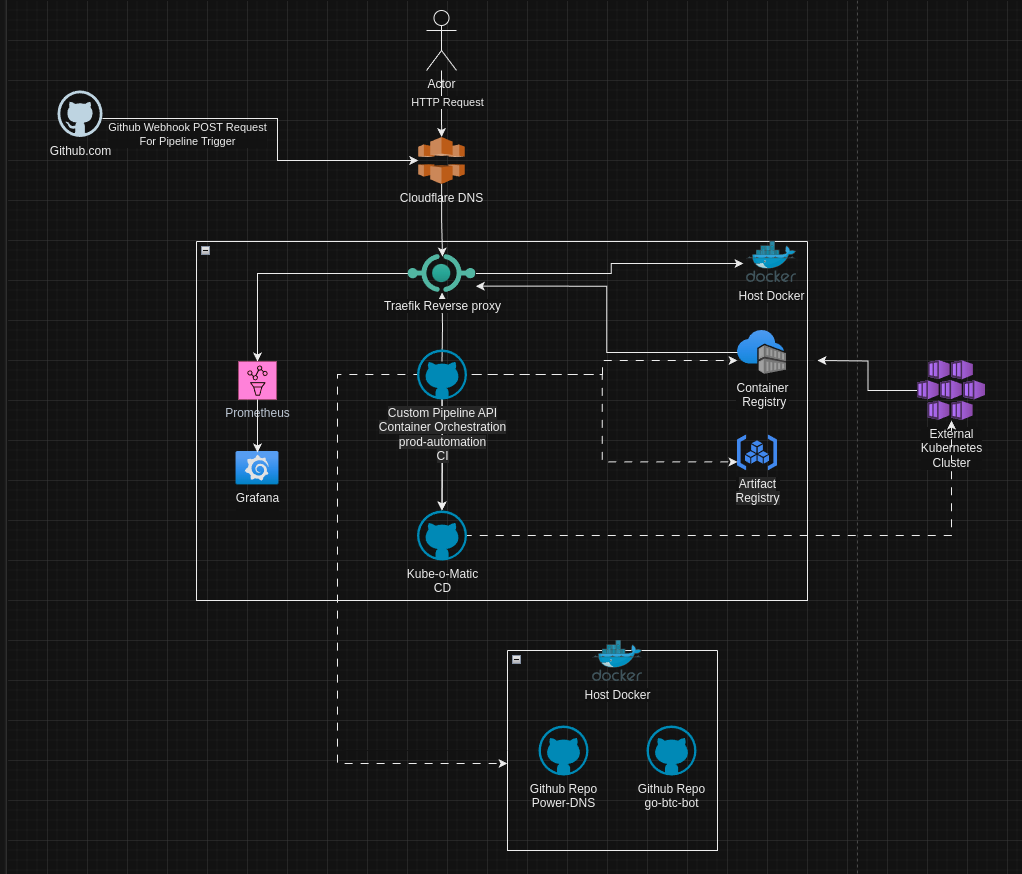 Actor
HTTP Request
Github Webhook POST Request
For Pipeline Trigger
Github.com
Cloudflare DNS
docker
Host Docker
Traefik Reverse proxy
Container
Registry
Prometheus
Custom Pipeline API
Container Orchestration
prod-automation
CI
External
Kubernetes
Cluster
Artifact
Registry
Grafana
Kube-o-Matic
CD
docker
Host Docker
Github Repo
Power-DNS
Github Repo
go-btc-bot